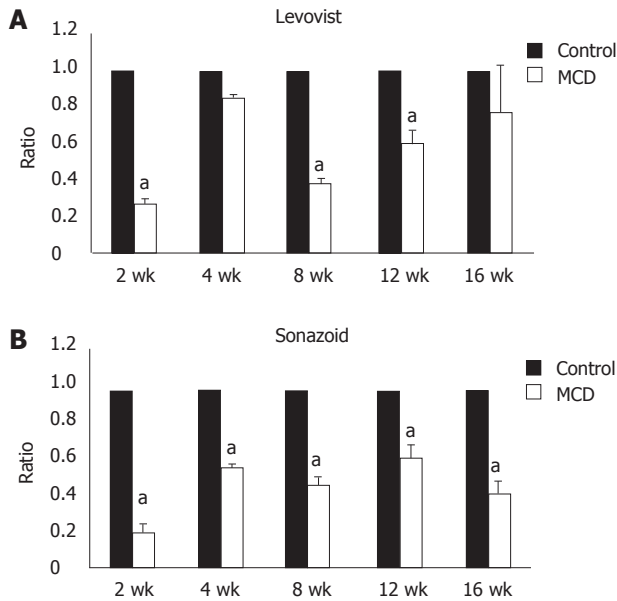 A
Levovist
1.2
1.0
0.8
0.6
0.4
0.2
0
Ratio
Control
MCD
a
a
a
2 wk 4 wk 8 wk 12 wk 16 wk
B
Sonazoid
1.2
1.0
0.8
0.6
0.4
0.2
0
Ratio
Control
MCD
a
a
a
a
a
2 wk 4 wk 8 wk 12 wk 16 wk